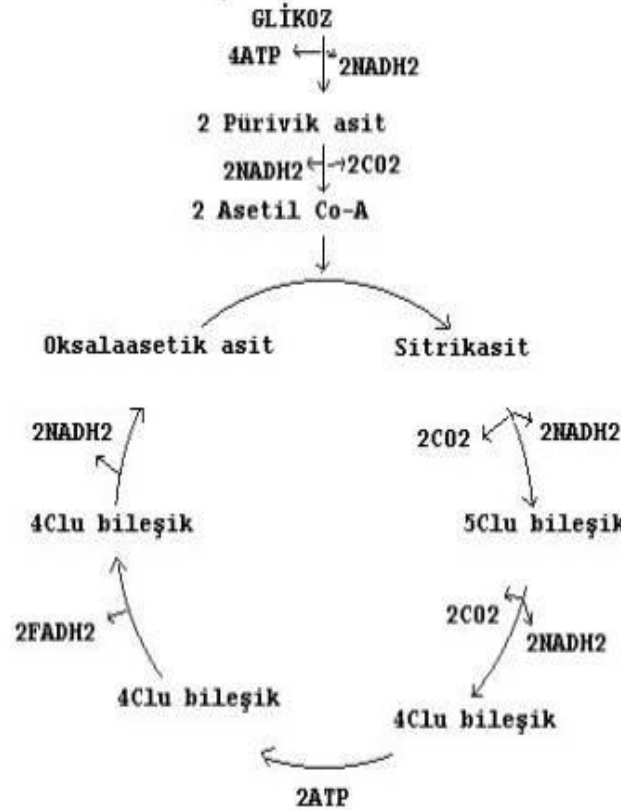 GLİKOZ
4ATP
2NADH2
2 Pürivik asit
2NADH2
2CO2
2 Asetil Co-A
Oksalaasetik asit
Sitrikasit
2NADH2
2CO2
2NADH2
4Clu bileşik
5Clu bileşik
2FADH2
2CO2
2NADH2
4Clu bileşik
4Clu bileşik
2ATP